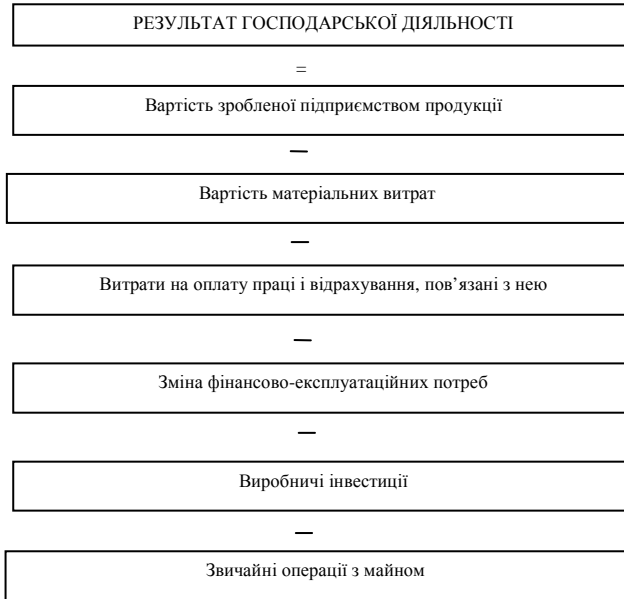 РЕЗУЛЬТАТ ГОСПОДАРСЬКОЇ ДІЯЛЬНОСТІ
=
Вартість зробленої підприємством продукції
—
Вартість матеріальних витрат
—
Витрати на оплату праці і відрахування, пов’язані з нею
—
Зміна фінансово-експлуатаційних потреб
—
Виробничі інвестиції
—
Звичайні операції з майном